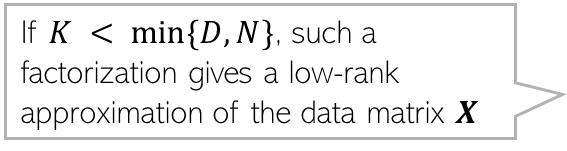 If K < min{D, N}, such a
factorization gives a low-rank
approximation of the data matrix X